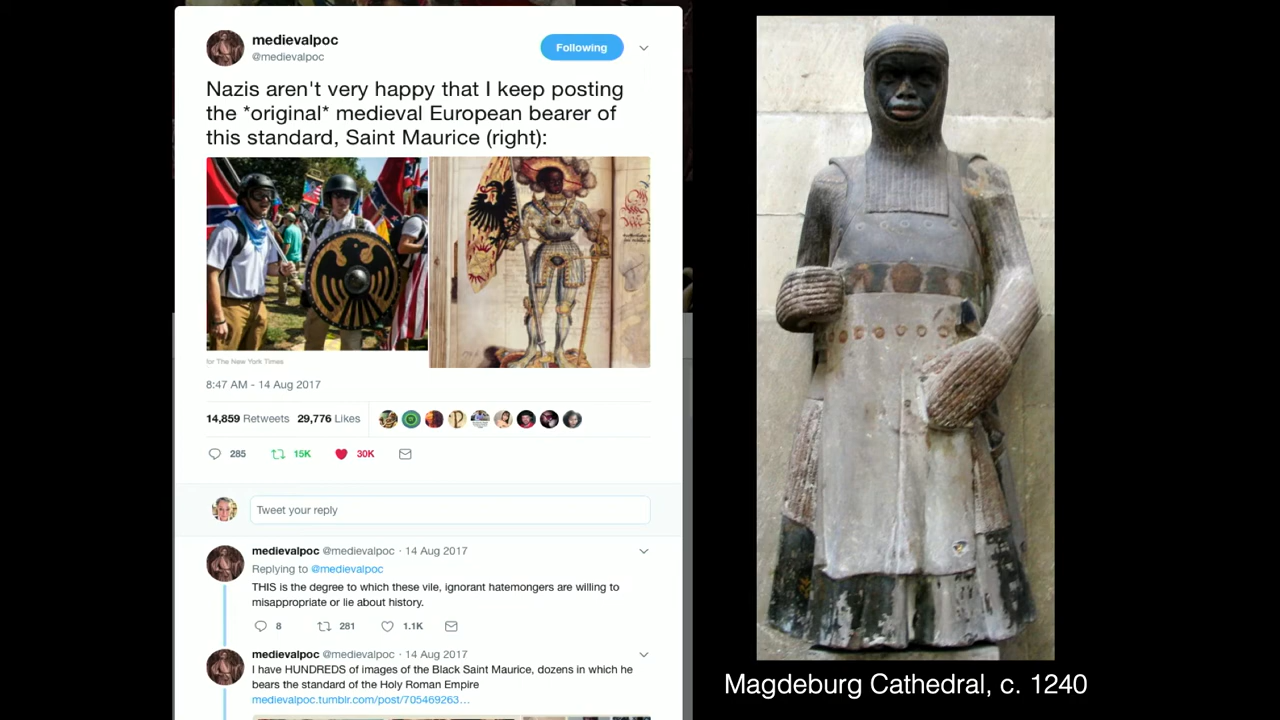 medievalpoc
@medievalpoc
Following
Nazis aren't very happy that I keep posting
the *original* medieval European bearer of
this standard, Saint Maurice (right):
for The New York Times
8:47 AM - 14 Aug 2017
14,859 Retweets 29,776 Likes
285 15K 30K
Tweet your reply
medievalpoc @medievalpoc · 14 Aug 2017
Replying to @medievalpoc
THIS is the degree to which these vile, ignorant hatemongers are willing to
misappropriate or lie about history.
8 281 1.1K
medievalpoc @medievalpoc · 14 Aug 2017
I have HUNDREDS of images of the Black Saint Maurice, dozens in which he
bears the standard of the Holy Roman Empire
medievalpoc.tumblr.com/post/705469263…
Magdeburg Cathedral, c. 1240